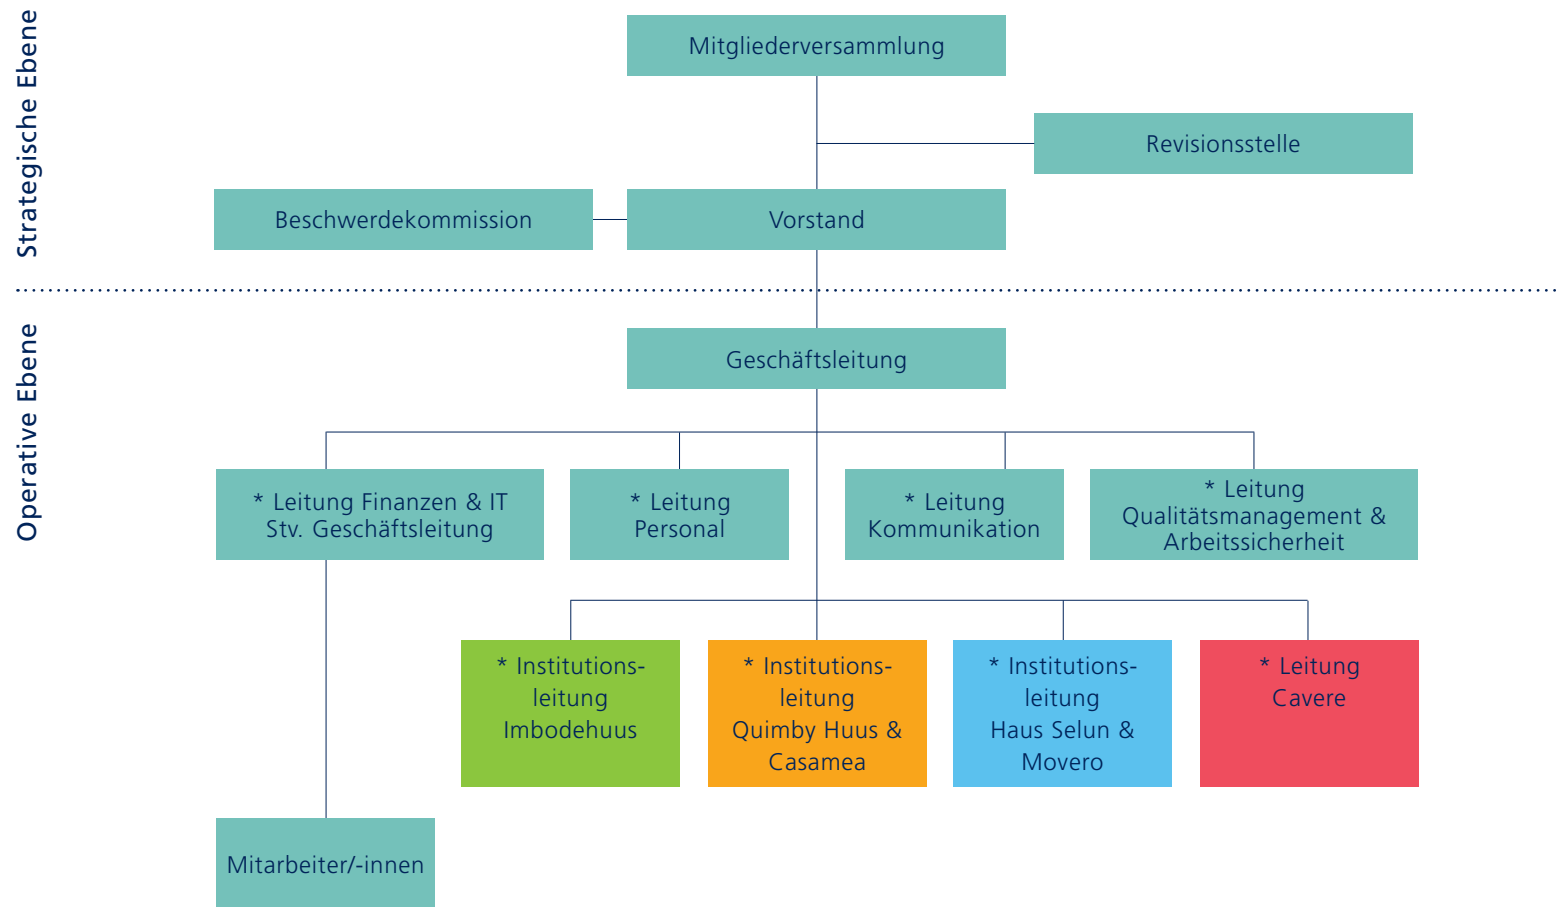 Strategische Ebene
Mitgliederversammlung
Revisionsstelle
Beschwerdekommission
Vorstand
Operative Ebene
Geschäftsleitung
* Leitung Finanzen & IT
Stv. Geschäftsleitung
* Leitung
Personal
* Leitung
Kommunikation
* Leitung
Qualitätsmanagement &
Arbeitssicherheit
* Institutions-
leitung
Imbodehuus
* Institutions-
leitung
Quimby Huus &
Casamea
* Institutions-
leitung
Haus Selun &
Movero
* Leitung
Cavere
Mitarbeiter/-innen